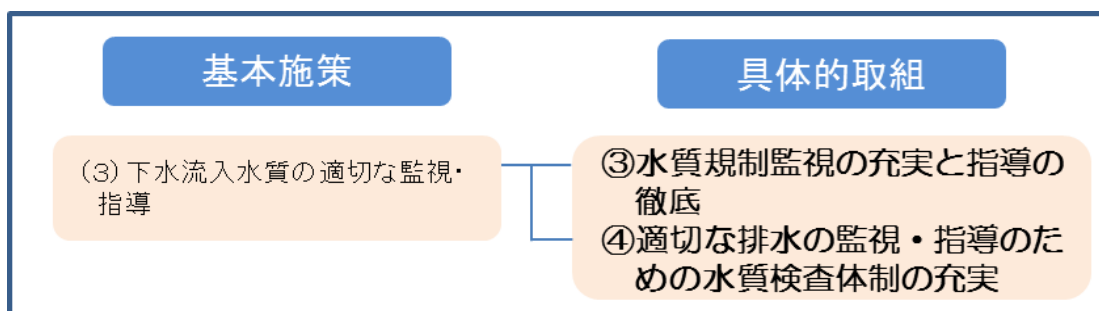 基本施策
具体的取組
(3)下水流入水質の適切な監視・
指導
③水質規制監視の充実と指導の
徹底
④適切な排水の監視・指導のた
めの水質検査体制の充実